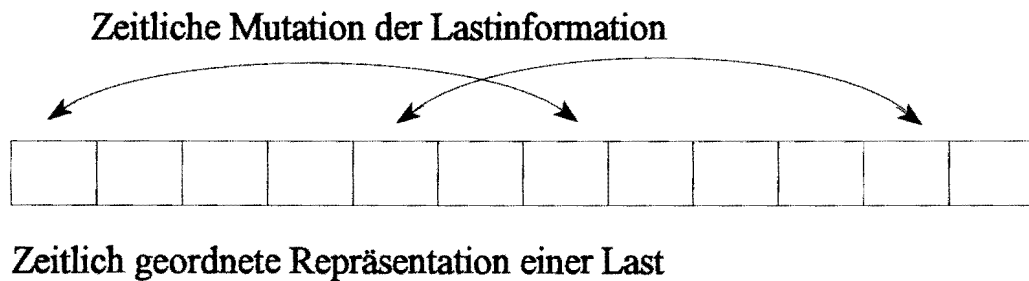 Zeitliche Mutation der Lastinformation
Zeitlich geordnete Repräsentation einer Last